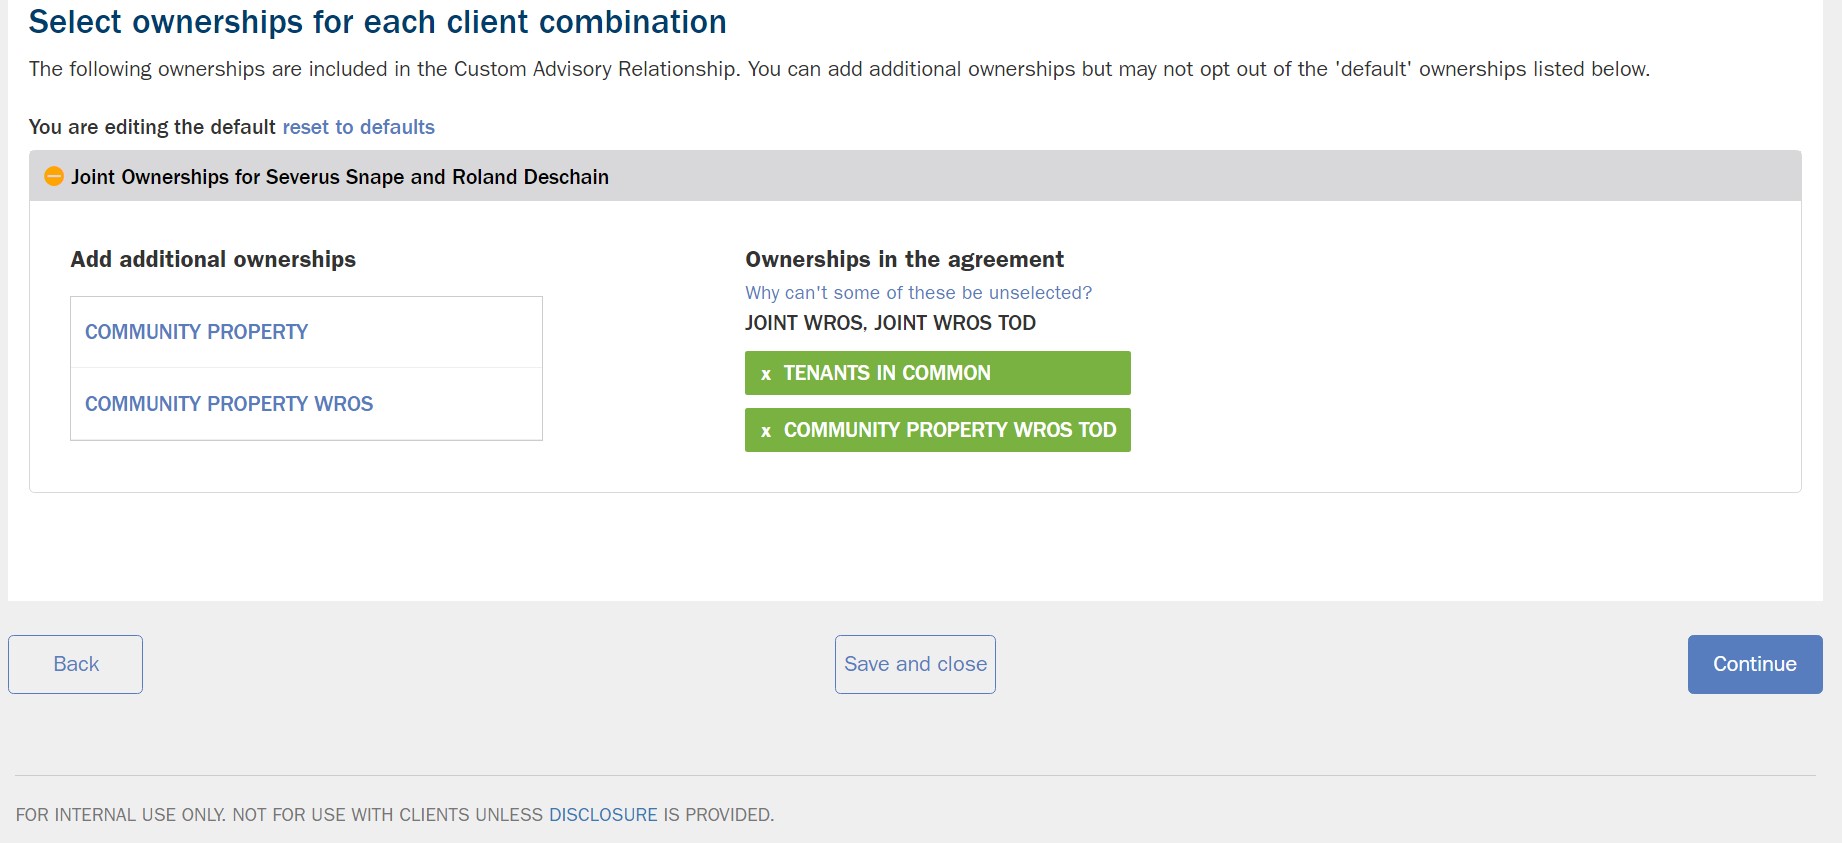 Select ownerships for each client combination
The following ownerships are included in the Custom Advisory Relationship. You can add additional ownerships but may not opt out of the 'default' ownerships listed below.
You are editing the default reset to defaults
Joint Ownerships for Severus Snape and Roland Deschain
Add additional ownerships
COMMUNITY PROPERTY
COMMUNITY PROPERTY WROS
Ownerships in the agreement
Why can't some of these be unselected?
JOINT WROS, JOINT WROS TOD
x TENANTS IN COMMON
x COMMUNITY PROPERTY WROS TOD
Back
Save and close
Continue
FOR INTERNAL USE ONLY. NOT FOR USE WITH CLIENTS UNLESS DISCLOSURE IS PROVIDED.